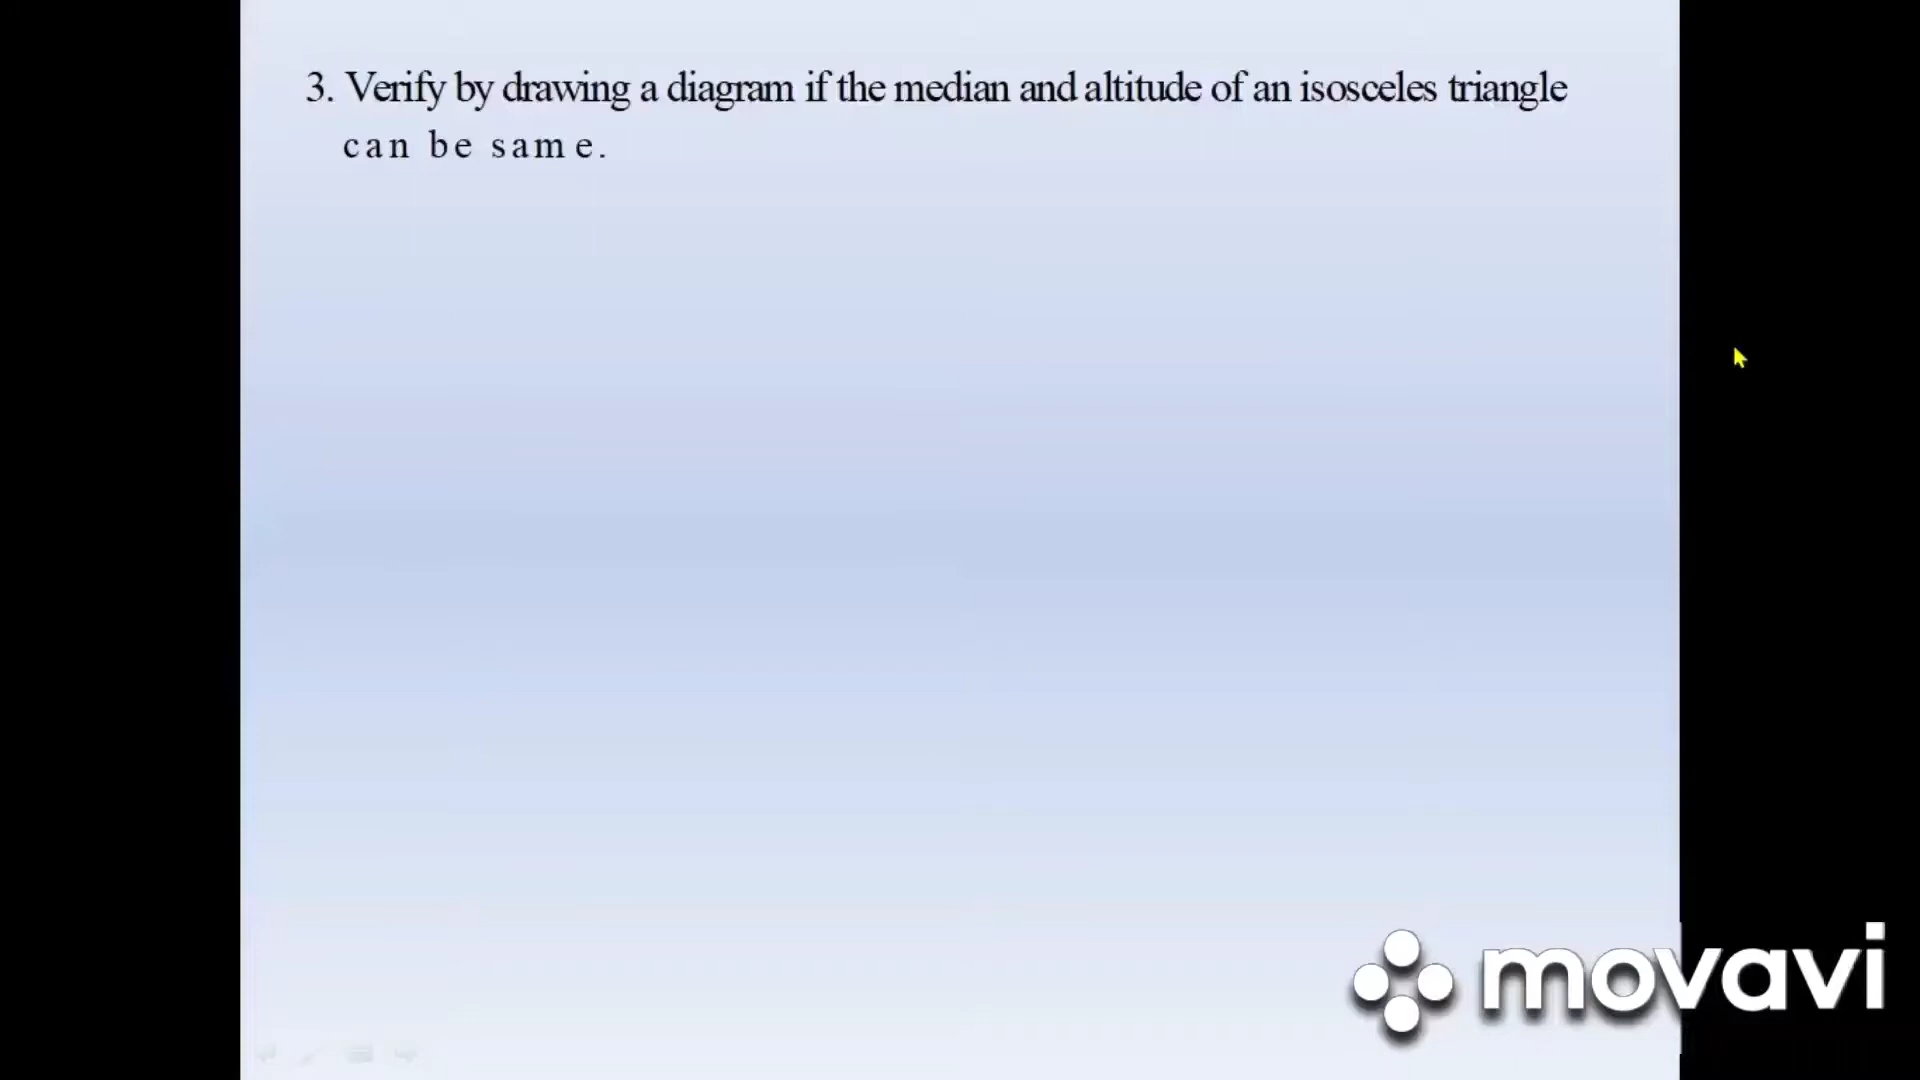 3. Verify by drawing a diagram if the median and altitude of an isosceles triangle
can be same.
movavi